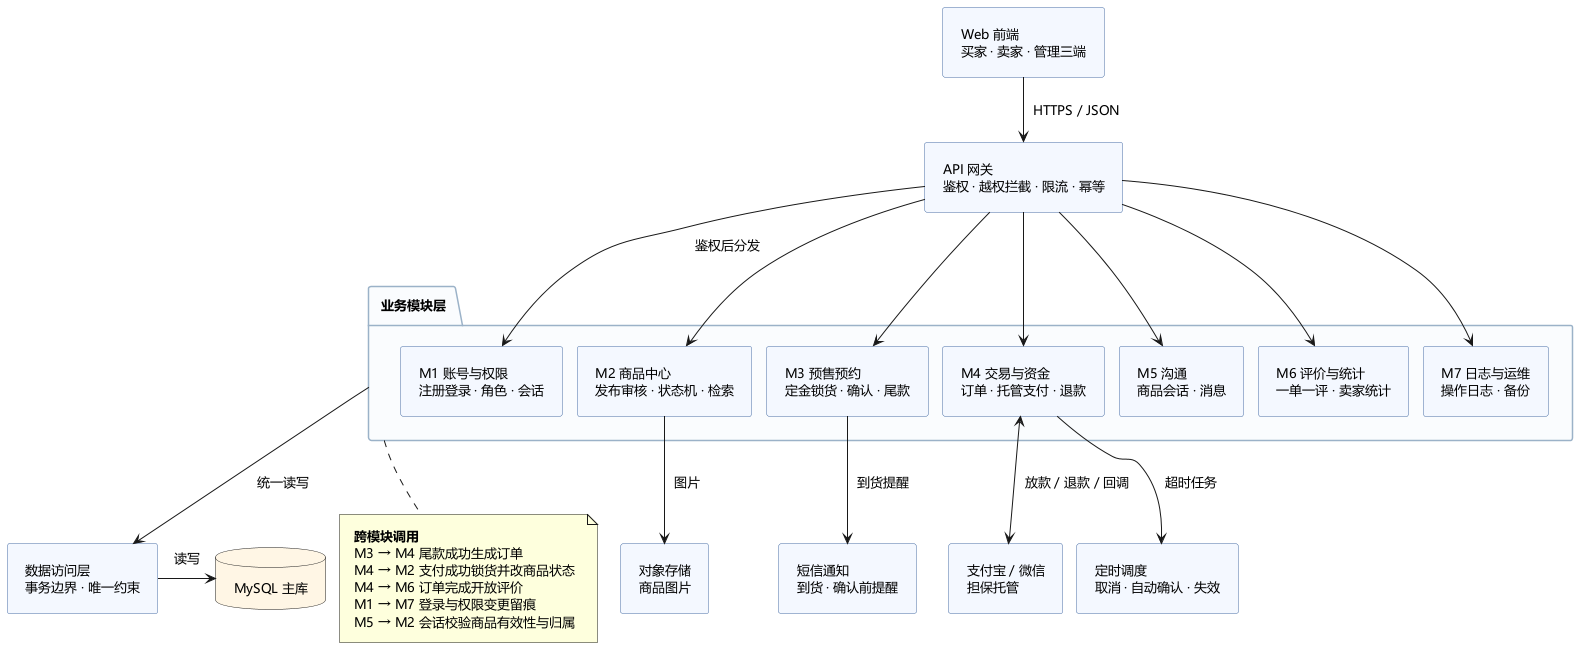 Web 前端
买家 · 卖家 · 管理三端
HTTPS / JSON
API 网关
鉴权 · 越权拦截 · 限流 · 幂等
鉴权后分发
业务模块层
M1 账号与权限
注册登录 · 角色 · 会话
M2 商品中心
发布审核 · 状态机 · 检索
M3 预售预约
定金锁货 · 确认 · 尾款
M4 交易与资金
订单 · 托管支付 · 退款
M5 沟通
商品会话 · 消息
M6 评价与统计
一单一评 · 卖家统计
M7 日志与运维
操作日志 · 备份
统一读写
图片
到货提醒
放款 / 退款 / 回调
超时任务
数据访问层
事务边界 · 唯一约束
读写
MySQL 主库
跨模块调用
M3 → M4 尾款成功生成订单
M4 → M2 支付成功锁货并改商品状态
M4 → M6 订单完成开放评价
M1 → M7 登录与权限变更留痕
M5 → M2 会话校验商品有效性与归属
对象存储
商品图片
短信通知
到货 · 确认前提醒
支付宝 / 微信
担保托管
定时调度
取消 · 自动确认 · 失效